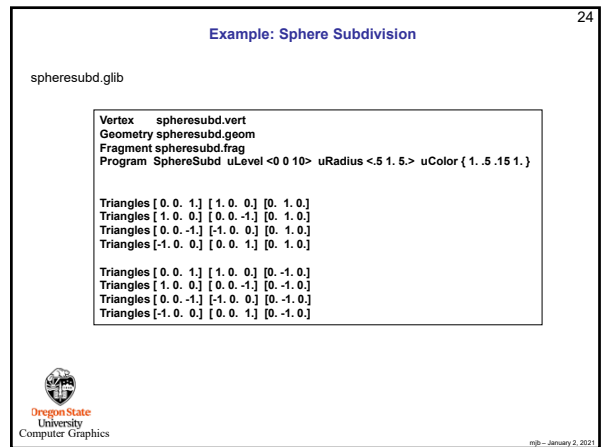 24
Example: Sphere Subdivision
spheresubd.glib
Vertex spheresubd.vert
Geometry spheresubd.geom
Fragment spheresubd.frag
Program SphereSubd uLevel <0 0 10> uRadius <.5 1. 5.> uColor { 1. .5 .15 1. }
Triangles [ 0. 0. 1.] [ 1. 0. 0.] [0. 1. 0.]
Triangles [ 1. 0. 0.] [ 0. 0. -1.] [0. 1. 0.]
Triangles [ 0. 0. -1.] [-1. 0. 0.] [0. 1. 0.]
Triangles [-1. 0. 0.] [ 0. 0. 1.] [0. 1. 0.]
Triangles [ 0. 0. 1.] [ 1. 0. 0.] [0. -1. 0.]
Triangles [ 1. 0. 0.] [ 0. 0. -1.] [0. -1. 0.]
Triangles [ 0. 0. -1.] [-1. 0. 0.] [0. -1. 0.]
Triangles [-1. 0. 0.] [ 0. 0. 1.] [0. -1. 0.]
Oregon State
University
Computer Graphics
mjb – January 2, 2021